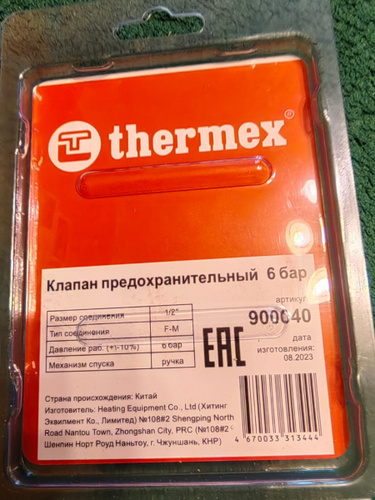 thermex®
Клапан предохранительный 6 бар
артикул
900640
Размер соединения 1/2"
Тип соединения F-M
Давление раб. (+/-10%) 6 бар
Механизм спуска ручка
EAC
дата
изготовления:
08.2023
Страна происхождения: Китай
Изготовитель: Heating Equipment Co., Ltd (Хитинг
Эквипмент Ко., Лимитед) №108#2 Shengping North
Road Nantou Town, Zhongshan City, PRC (№108#2
Шенпин Норт Роуд Наньтоу, г. Чжуншань, КНР)
4 670033 313444